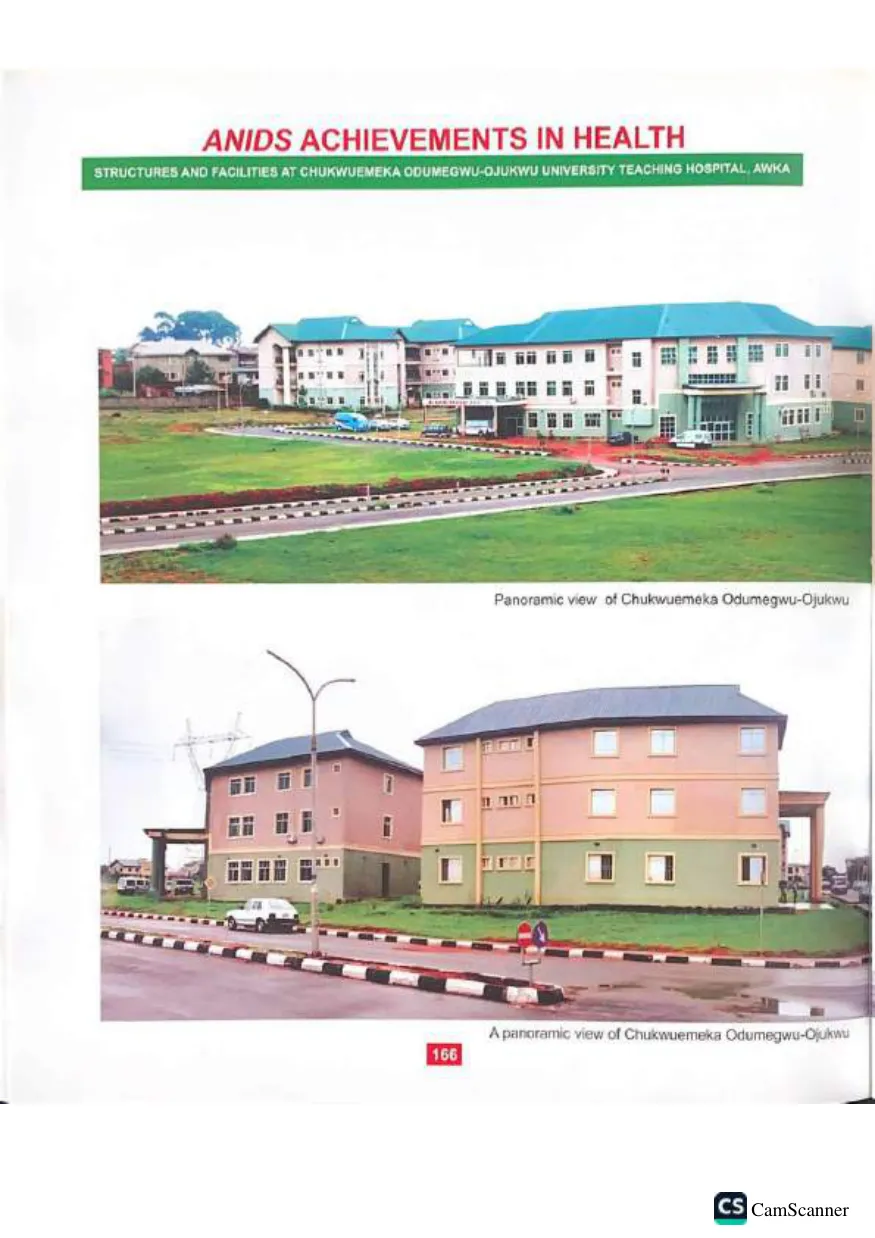 ANIDS ACHIEVEMENTS IN HEALTH
STRUCTURES AND FACILITIES AT CHUKWUEMEKA ODUMEGWU-OJUKWU UNIVERSITY TEACHING HOSPITAL, AWKA
Panoramic view of Chukwuemeka Odumegwu-Ojukwu
A panoramic view of Chukwuemeka Odumegwu-Ojukwu
166
CS CamScanner